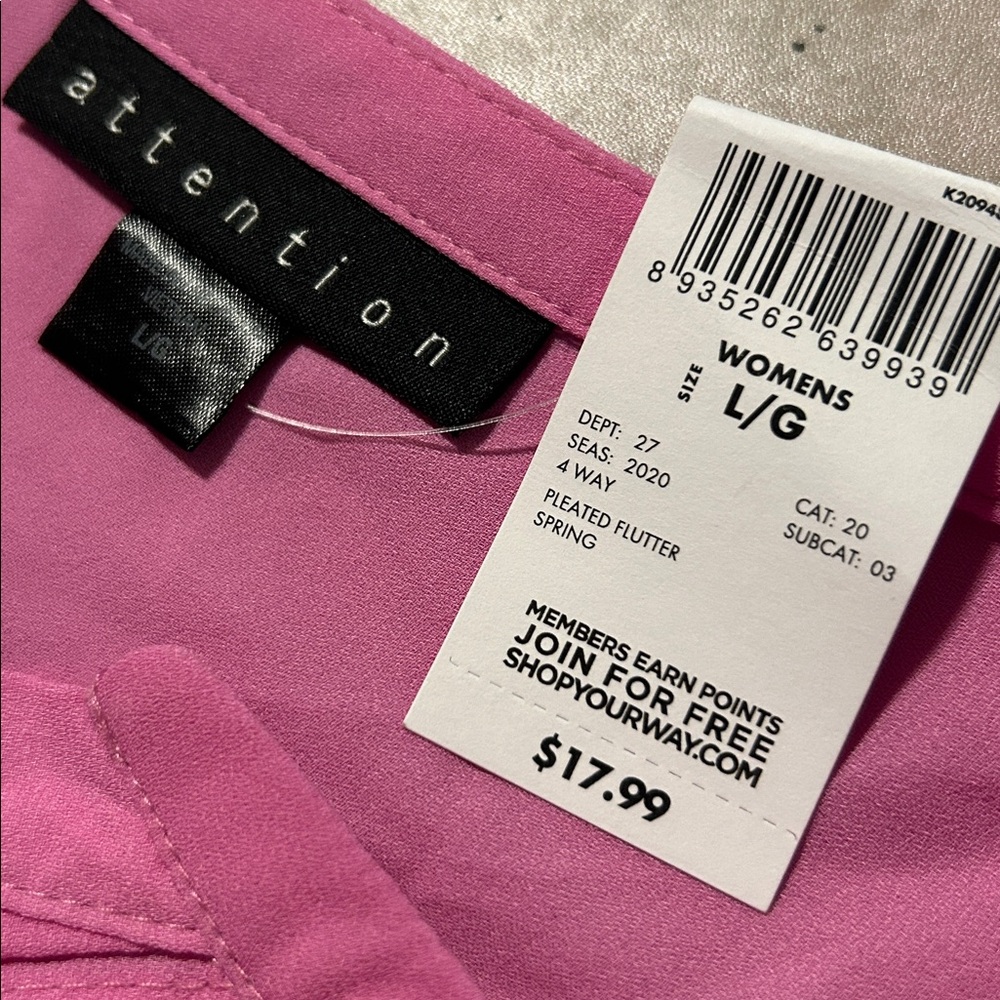 attention
L/G
K2094
8 935262 639939
SIZE
WOMENS
L/G
DEPT: 27
SEAS: 2020
4 WAY
CAT: 20
SUBCAT: 03
PLEATED FLUTTER
SPRING
MEMBERS EARN POINTS
JOIN FOR FREE
SHOPYOURWAY.COM
$17.99